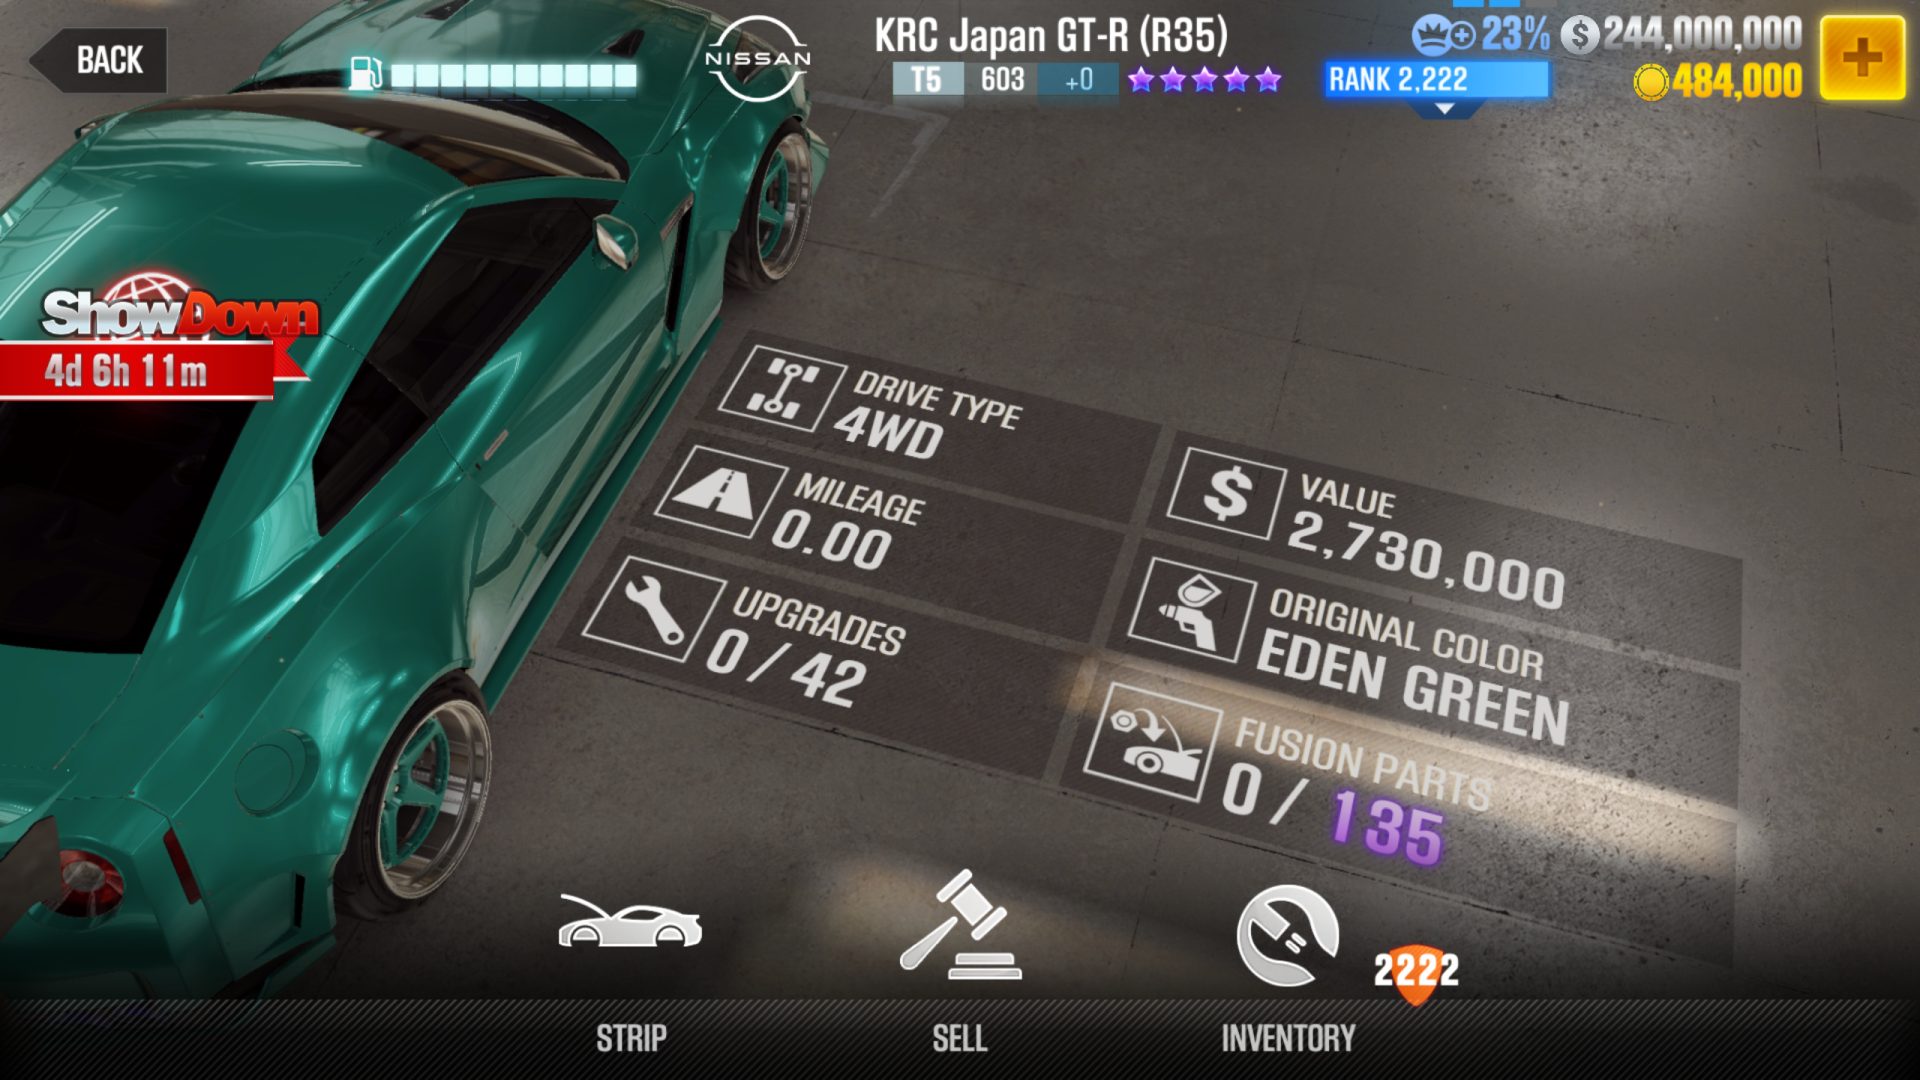 BACK
NISSAN
KRC Japan GT-R (R35)
T5 603 +0
23%
244,000,000
RANK 2,222
484,000
ShowDown
4d 6h 11m
DRIVE TYPE
4WD
MILEAGE
0.00
UPGRADES
0/42
VALUE
2,730,000
ORIGINAL COLOR
EDEN GREEN
FUSION PARTS
0/ 135
2222
STRIP
SELL
INVENTORY